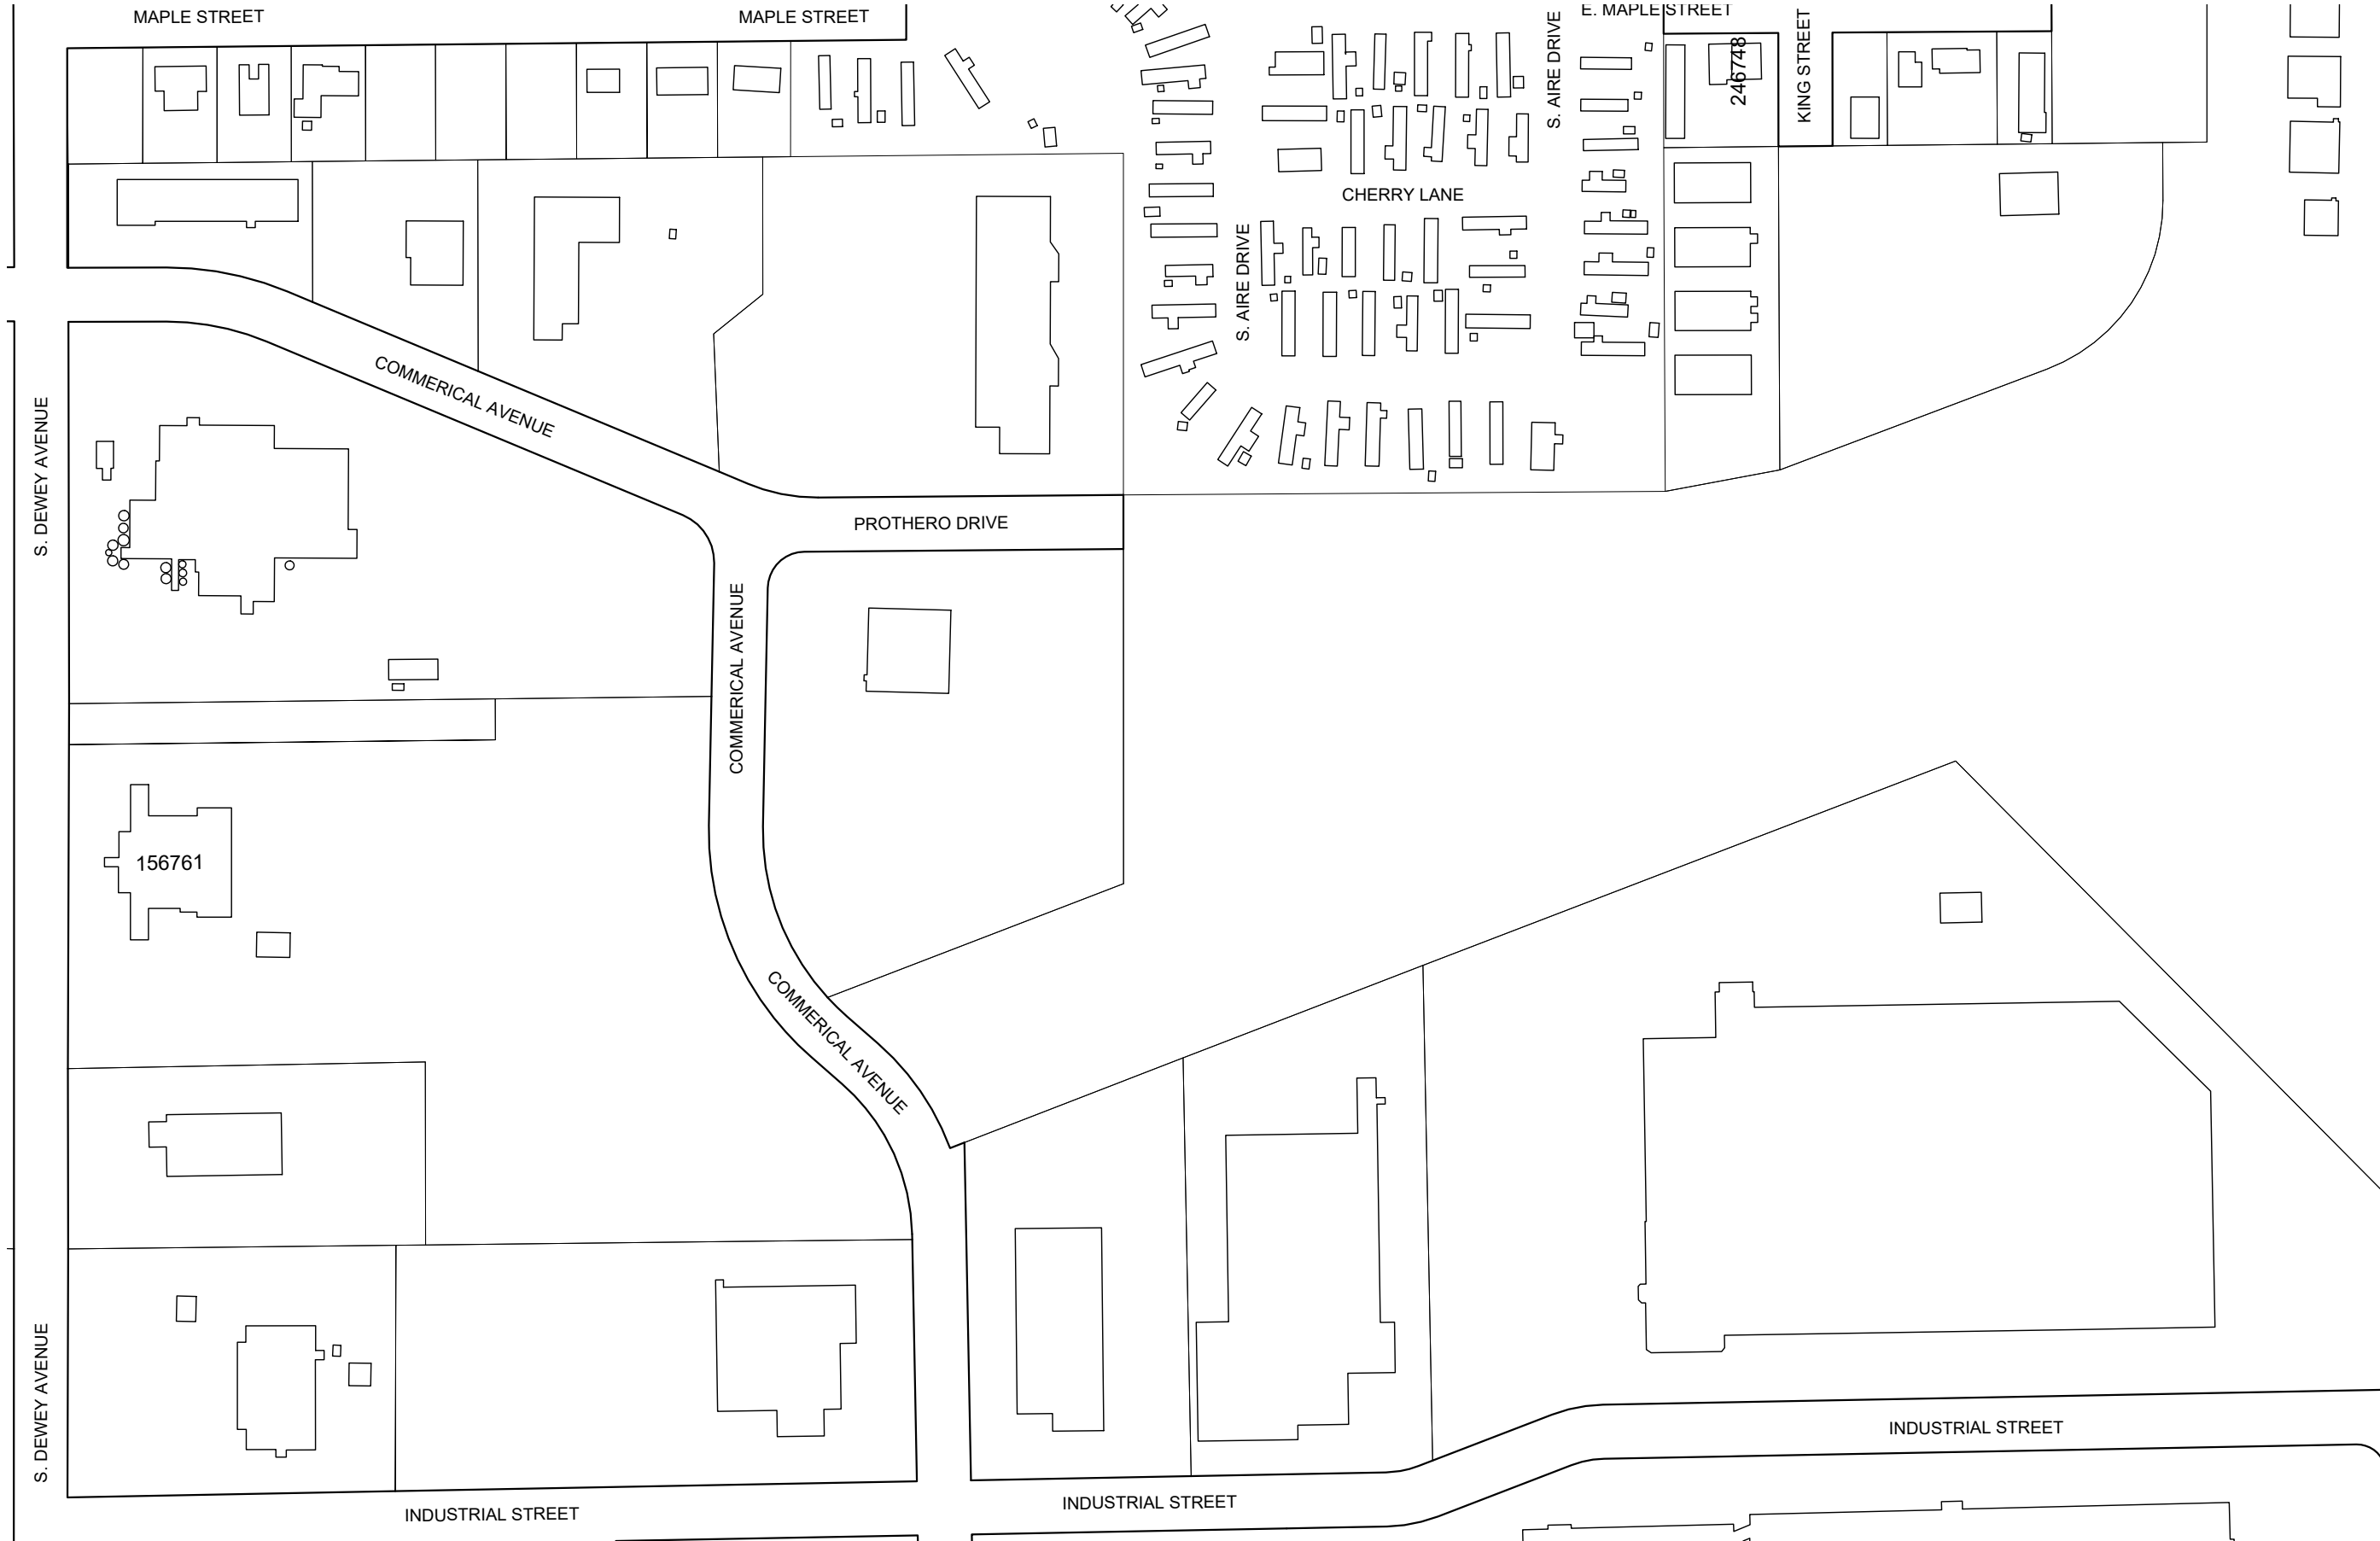 MAPLE STREET
MAPLE STREET
E. MAPLE STREET
S. AIRE DRIVE
246748
KING STREET
CHERRY LANE
S. AIRE DRIVE
COMMERICAL AVENUE
S. DEWEY AVENUE
PROTHERO DRIVE
COMMERICAL AVENUE
156761
COMMERICAL AVENUE
S. DEWEY AVENUE
INDUSTRIAL STREET
INDUSTRIAL STREET
INDUSTRIAL STREET